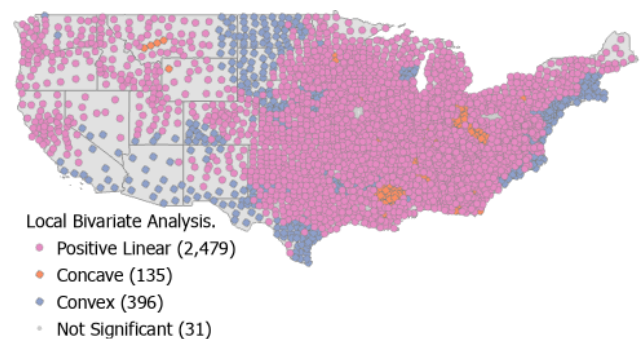 Local Bivariate Analysis.
Positive Linear (2,479)
Concave (135)
Convex (396)
Not Significant (31)